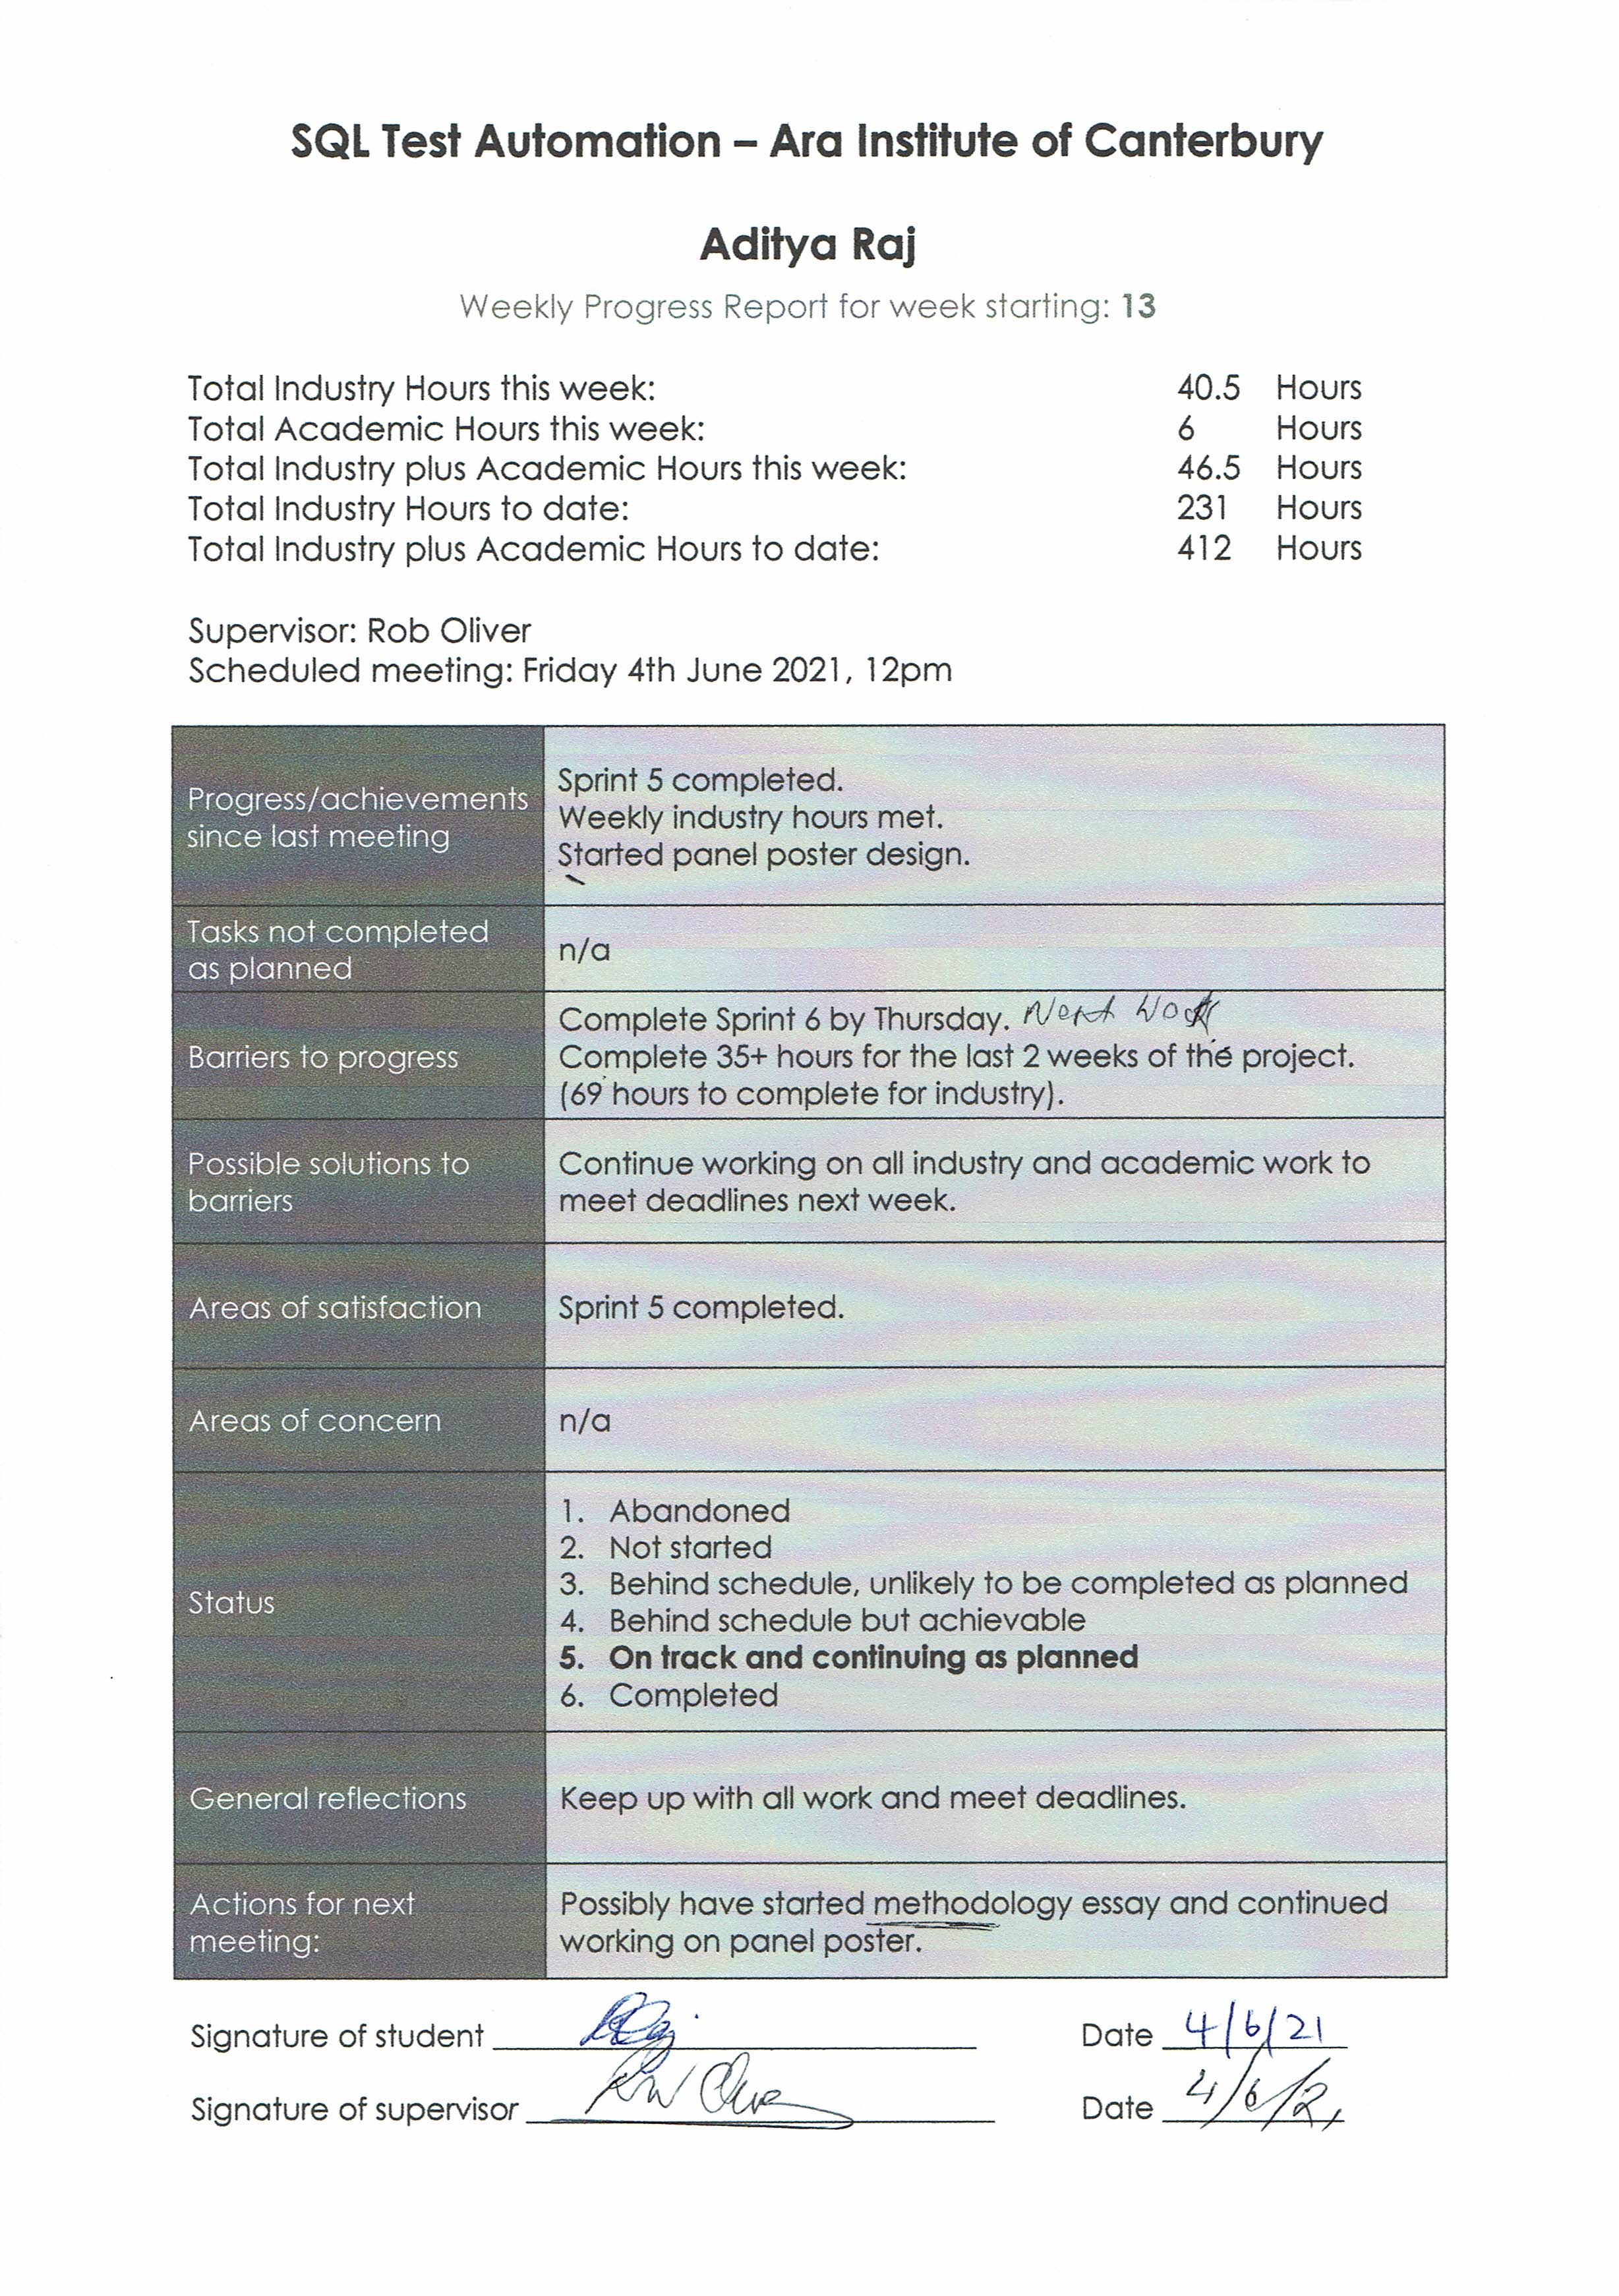 SQL Test Automation – Ara Institute of Canterbury
Aditya Raj
Weekly Progress Report for week starting: 13
Total Industry Hours this week: 40.5 Hours
Total Academic Hours this week: 6 Hours
Total Industry plus Academic Hours this week: 46.5 Hours
Total Industry Hours to date: 231 Hours
Total Industry plus Academic Hours to date: 412 Hours
Supervisor: Rob Oliver
Scheduled meeting: Friday 4th June 2021, 12pm
Progress/achievements
since last meeting
Sprint 5 completed.
Weekly industry hours met.
Started panel poster design.
Tasks not completed
as planned
n/a
Barriers to progress
Complete Sprint 6 by Thursday. Next
Complete 35+ hours for the last 2 weeks of the project.
(69 hours to complete for industry).
Possible solutions to
barriers
Continue working on all industry and academic work to
meet deadlines next week.
Areas of satisfaction
Sprint 5 completed.
Areas of concern
n/a
Status
1. Abandoned
2. Not started
3. Behind schedule, unlikely to be completed as planned
4. Behind schedule but achievable
5. On track and continuing as planned
6. Completed
General reflections
Keep up with all work and meet deadlines.
Actions for next
meeting:
Possibly have started methodology essay and continued
working on panel poster.
Signature of student Date 4/6/21
Signature of supervisor Date 4/6/21